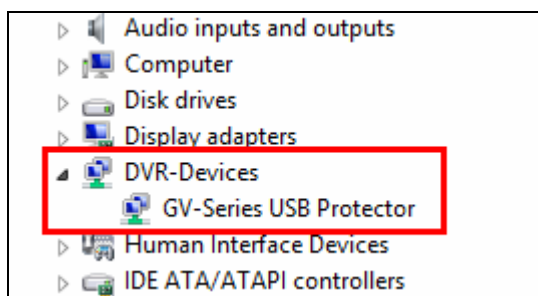 Audio inputs and outputs
Computer
Disk drives
Display adapters
DVR-Devices
GV-Series USB Protector
Human Interface Devices
IDE ATA/ATAPI controllers